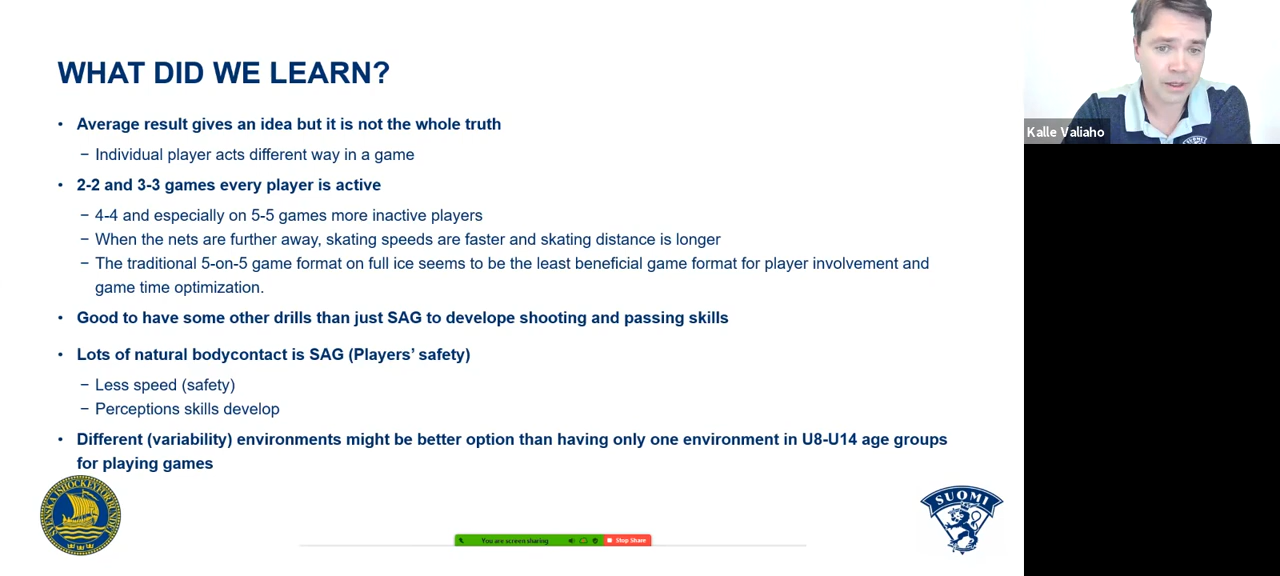 WHAT DID WE LEARN?
• Average result gives an idea but it is not the whole truth
– Individual player acts different way in a game
• 2-2 and 3-3 games every player is active
– 4-4 and especially on 5-5 games more inactive players
– When the nets are further away, skating speeds are faster and skating distance is longer
– The traditional 5-on-5 game format on full ice seems to be the least beneficial game format for player involvement and
game time optimization.
• Good to have some other drills than just SAG to develope shooting and passing skills
• Lots of natural bodycontact is SAG (Players’ safety)
– Less speed (safety)
– Perceptions skills develop
• Different (variability) environments might be better option than having only one environment in U8-U14 age groups
for playing games
Kalle Valiaho
SVENSKA ISHOCKEYFÖRBUNDET
SUOMI
You are screen sharing
Stop Share